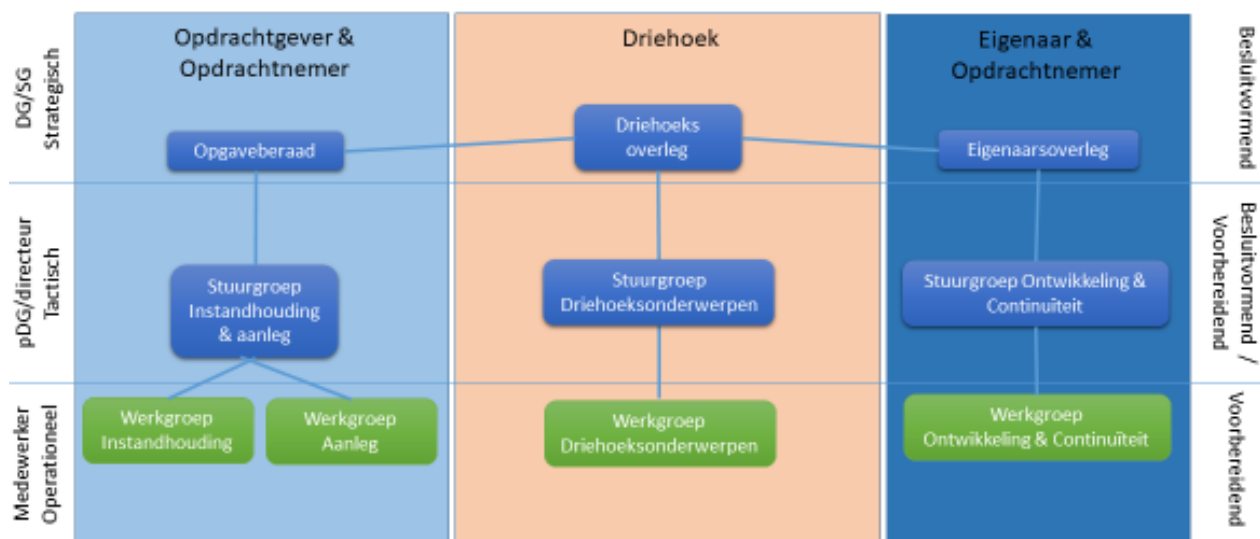 Opdrachtgever &
Opdrachtnemer
Driehoek
Eigenaar &
Opdrachtnemer
DG/SG
Strategisch
Besluitvormend
Opgaveberaad
Driehoeks
overleg
Eigenaarsoverleg
pDG/directeur
Tactisch
Besluitvormend /
Voorbereidend
Stuurgroep
Instandhouding
& aanleg
Stuurgroep
Driehoeksonderwerpen
Stuurgroep Ontwikkeling &
Continuïteit
Medewerker
Operationeel
Voorbereidend
Werkgroep
Instandhouding
Werkgroep
Aanleg
Werkgroep
Driehoeksonderwerpen
Werkgroep
Ontwikkeling & Continuïteit